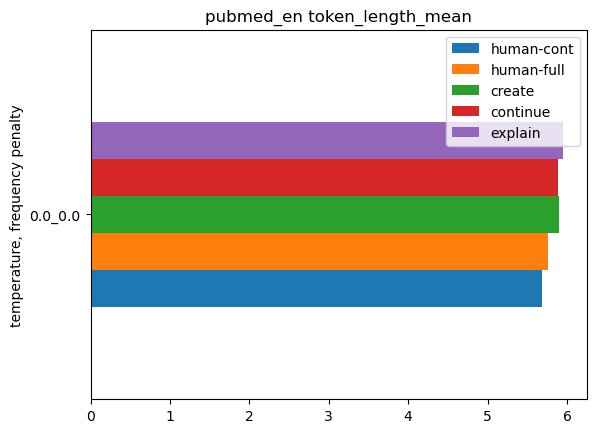 pubmed_en token_length_mean
human-cont
human-full
create
continue
explain
temperature, frequency penalty
0.0_0.0
0 1 2 3 4 5 6